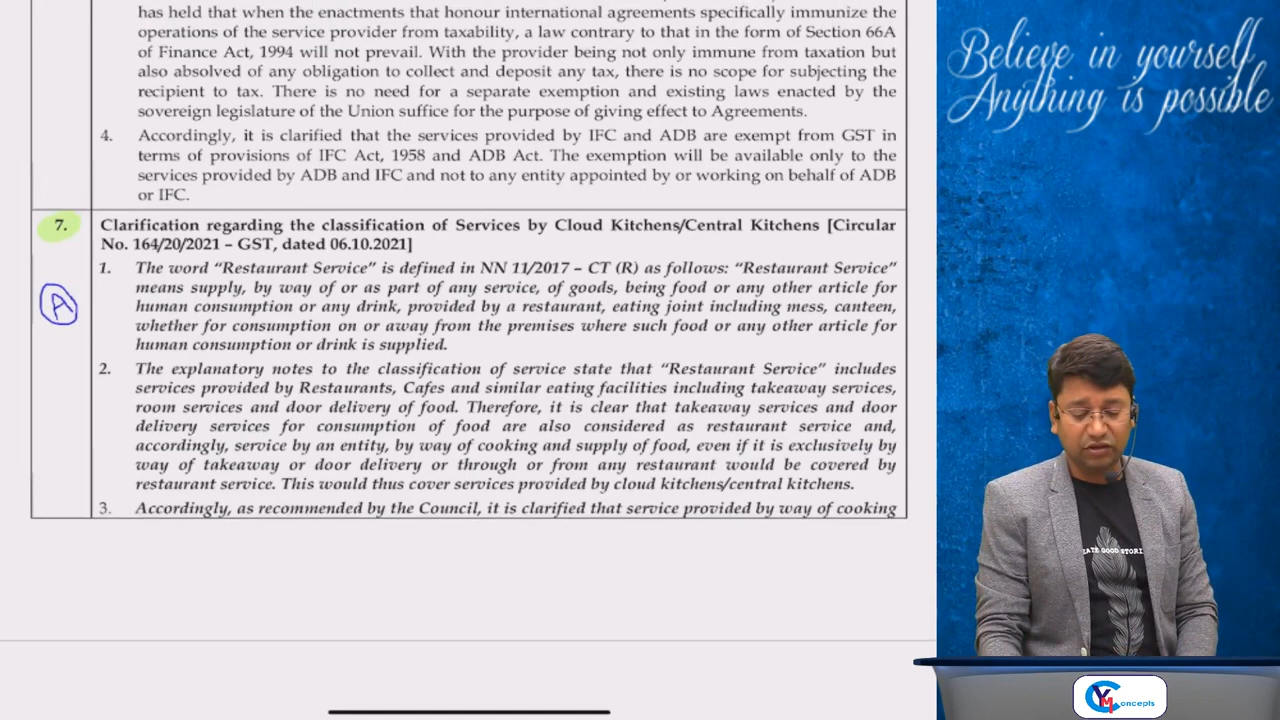 has held that when the enactments that honour international agreements specifically immunize the
operations of the service provider from taxability, a law contrary to that in the form of Section 66A
of Finance Act, 1994 will not prevail. With the provider being not only immune from taxation but
also absolved of any obligation to collect and deposit any tax, there is no scope for subjecting the
recipient to tax. There is no need for a separate exemption and existing laws enacted by the
sovereign legislature of the Union suffice for the purpose of giving effect to Agreements.
4. Accordingly, it is clarified that the services provided by IFC and ADB are exempt from GST in
terms of provisions of IFC Act, 1958 and ADB Act. The exemption will be available only to the
services provided by ADB and IFC and not to any entity appointed by or working on behalf of ADB
or IFC.
7. Clarification regarding the classification of Services by Cloud Kitchens/Central Kitchens [Circular
No. 164/20/2021 – GST, dated 06.10.2021]
A
1. The word “Restaurant Service” is defined in NN 11/2017 – CT (R) as follows: “Restaurant Service”
means supply, by way of or as part of any service, of goods, being food or any other article for
human consumption or any drink, provided by a restaurant, eating joint including mess, canteen,
whether for consumption on or away from the premises where such food or any other article for
human consumption or drink is supplied.
2. The explanatory notes to the classification of service state that “Restaurant Service” includes
services provided by Restaurants, Cafes and similar eating facilities including takeaway services,
room services and door delivery of food. Therefore, it is clear that takeaway services and door
delivery services for consumption of food are also considered as restaurant service and,
accordingly, service by an entity, by way of cooking and supply of food, even if it is exclusively by
way of takeaway or door delivery or through or from any restaurant would be covered by
restaurant service. This would thus cover services provided by cloud kitchens/central kitchens.
3. Accordingly, as recommended by the Council, it is clarified that service provided by way of cooking
Believe in yourself
Anything is possible
EATE GOOD STORI
YM Concepts